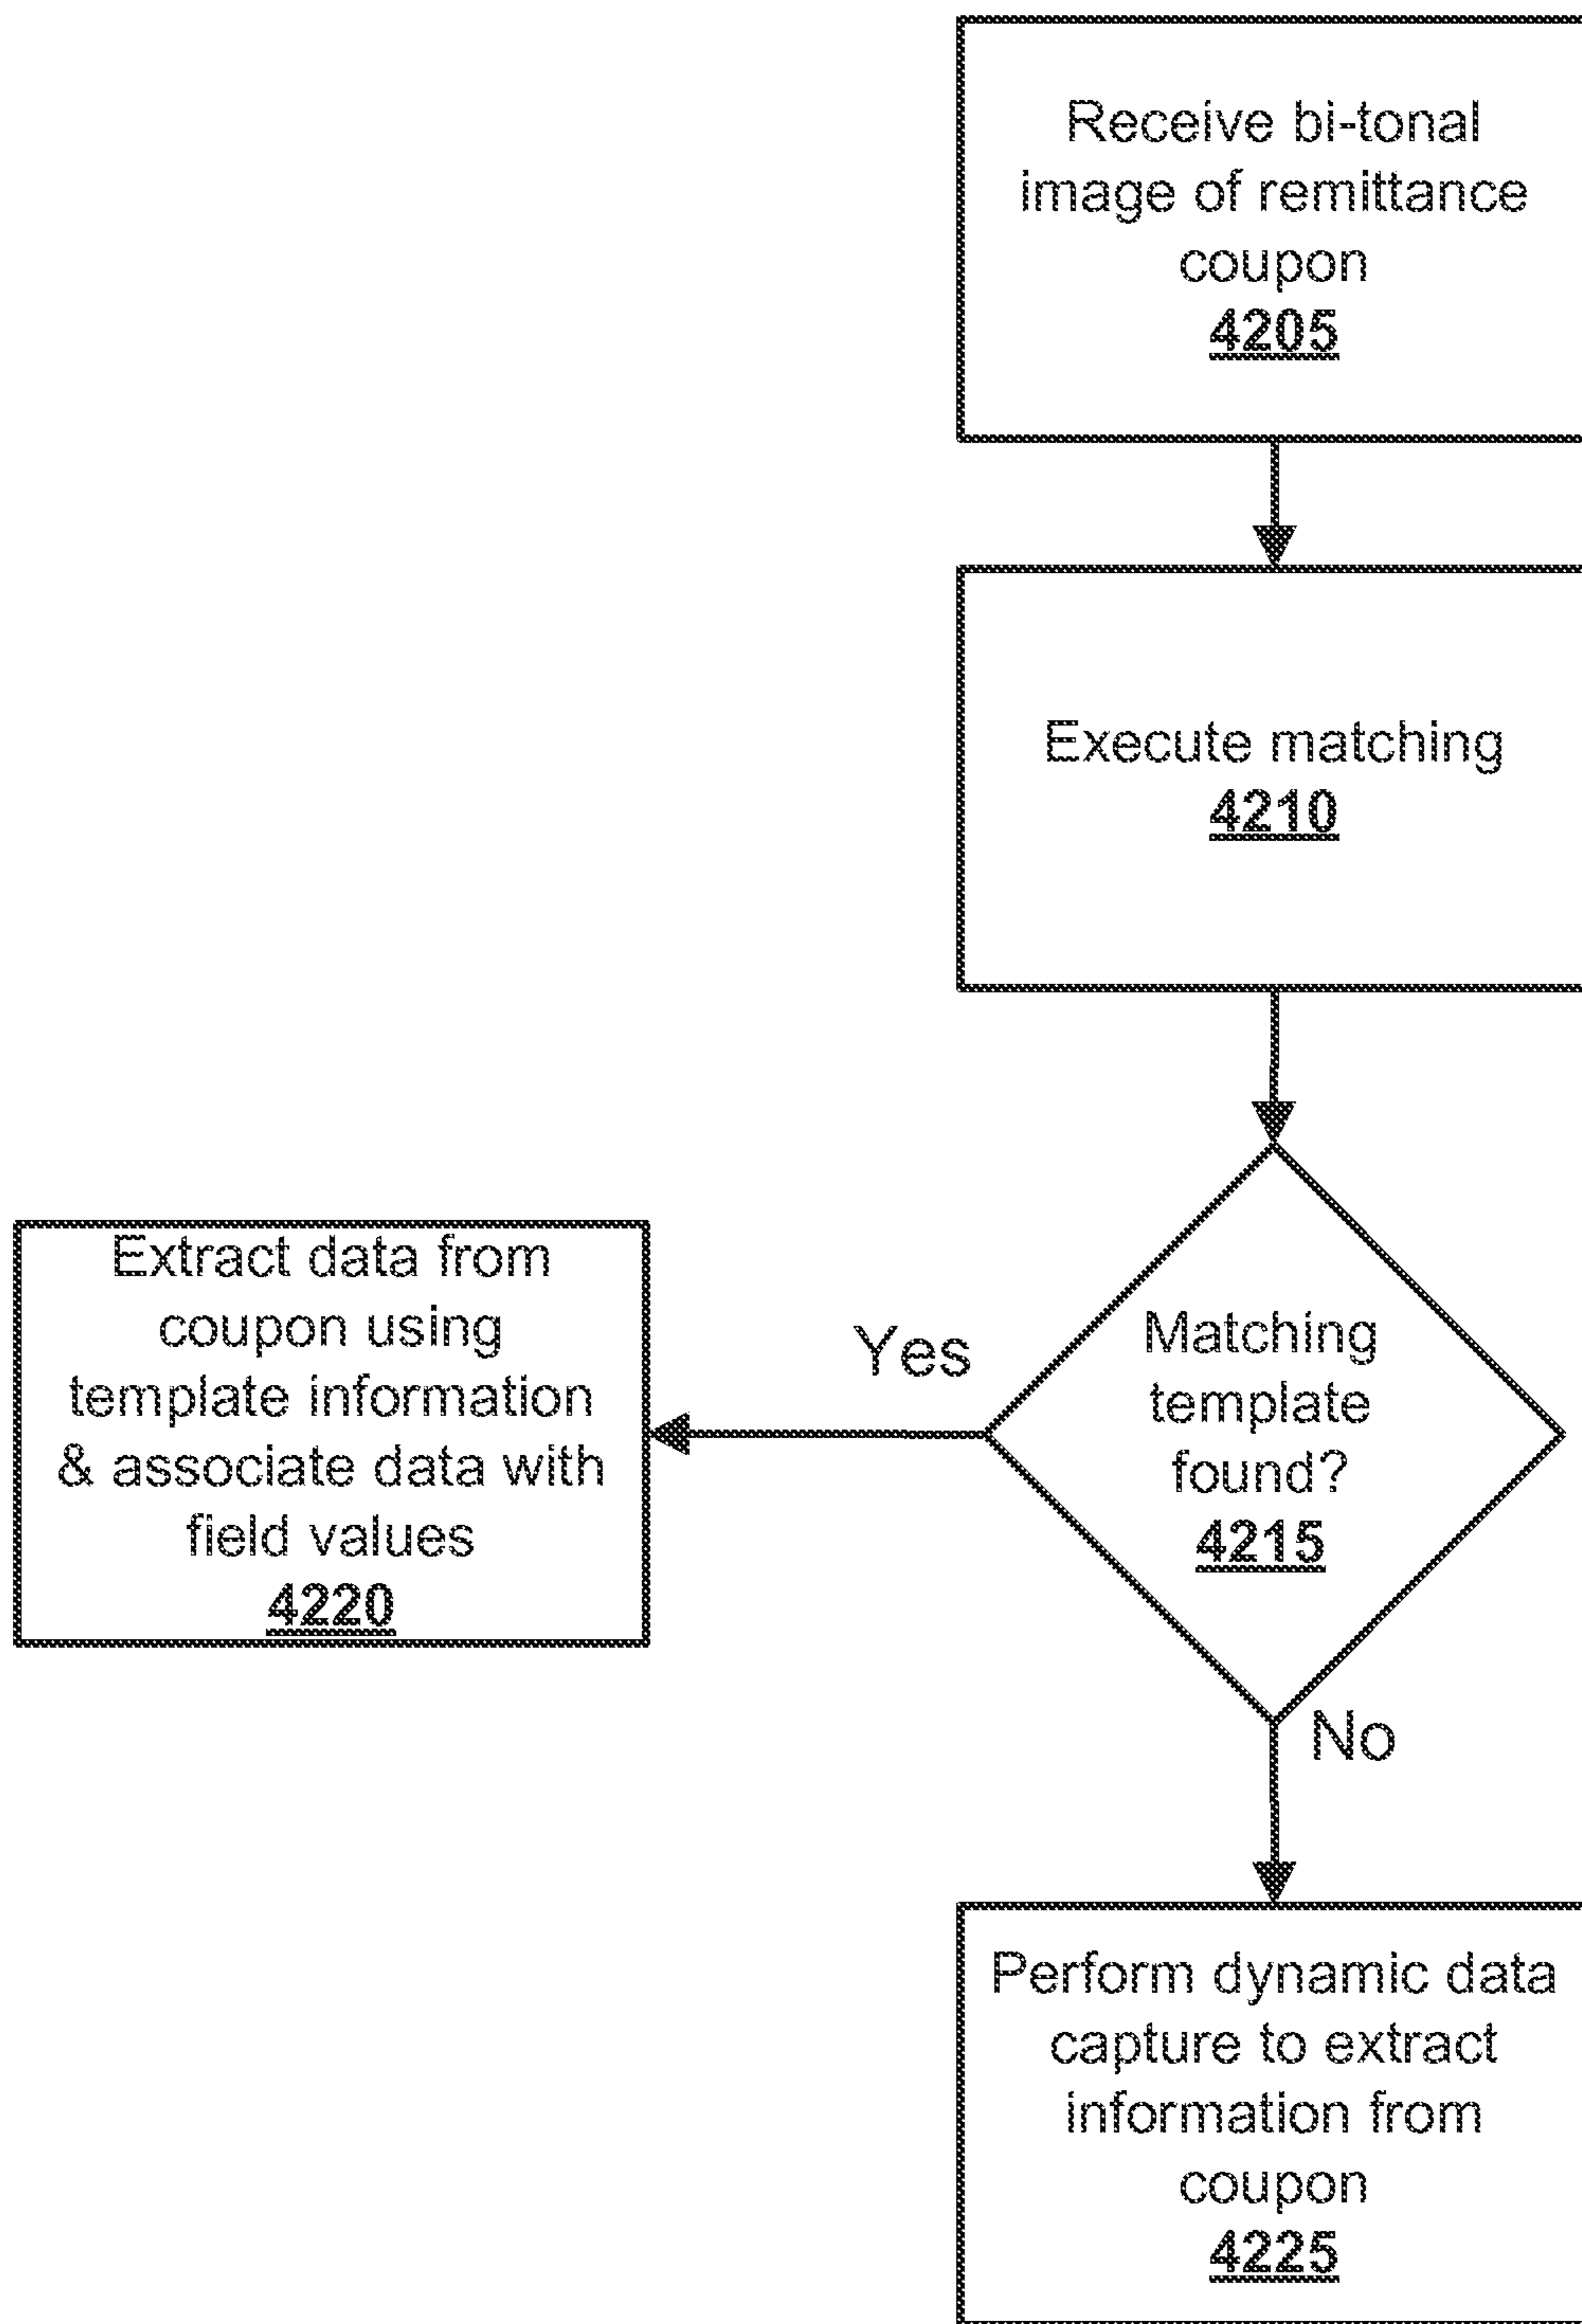 Receive bi-tonal
image of remittance
coupon
4205
Execute matching
4210
Matching
template
found?
4215
Yes
Extract data from
coupon using
template information
& associate data with
field values
4220
No
Perform dynamic data
capture to extract
information from
coupon
4225